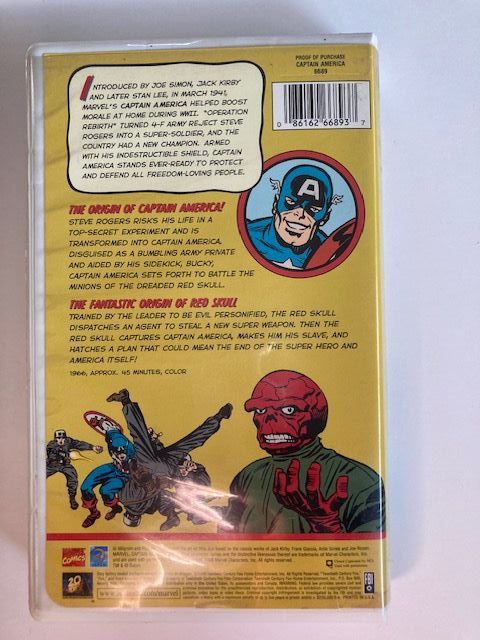 PROOF OF PURCHASE
CAPTAIN AMERICA
6689
0 86162 66893 7
INTRODUCED BY JOE SIMON, JACK KIRBY
AND LATER STAN LEE, IN MARCH 1941,
MARVEL'S CAPTAIN AMERICA HELPED BOOST
MORALE AT HOME DURING WWII. "OPERATION
REBIRTH" TURNED 4-F ARMY REJECT STEVE
ROGERS INTO A SUPER-SOLDIER, AND THE
COUNTRY HAD A NEW CHAMPION. ARMED
WITH HIS INDESTRUCTIBLE SHIELD, CAPTAIN
AMERICA STANDS EVER-READY TO PROTECT
AND DEFEND ALL FREEDOM-LOVING PEOPLE.
A
THE ORIGIN OF CAPTAIN AMERICA!
STEVE ROGERS RISKS HIS LIFE IN A
TOP-SECRET EXPERIMENT AND IS
TRANSFORMED INTO CAPTAIN AMERICA.
DISGUISED AS A BUMBLING ARMY PRIVATE
AND AIDED BY HIS SIDEKICK, BUCKY,
CAPTAIN AMERICA SETS FORTH TO BATTLE THE
MINIONS OF THE DREADED RED SKULL.
THE FANTASTIC ORIGIN OF RED SKULL
TRAINED BY THE LEADER TO BE EVIL PERSONIFIED, THE RED SKULL
DISPATCHES AN AGENT TO STEAL A NEW SUPER WEAPON. THEN THE
RED SKULL CAPTURES CAPTAIN AMERICA, MAKES HIM HIS SLAVE, AND
HATCHES A PLAN THAT COULD MEAN THE END OF THE SUPER HERO AND
AMERICA ITSELF!
1966, APPROX. 45 MINUTES, COLOR
MARVEL
COMICS
20
FBI